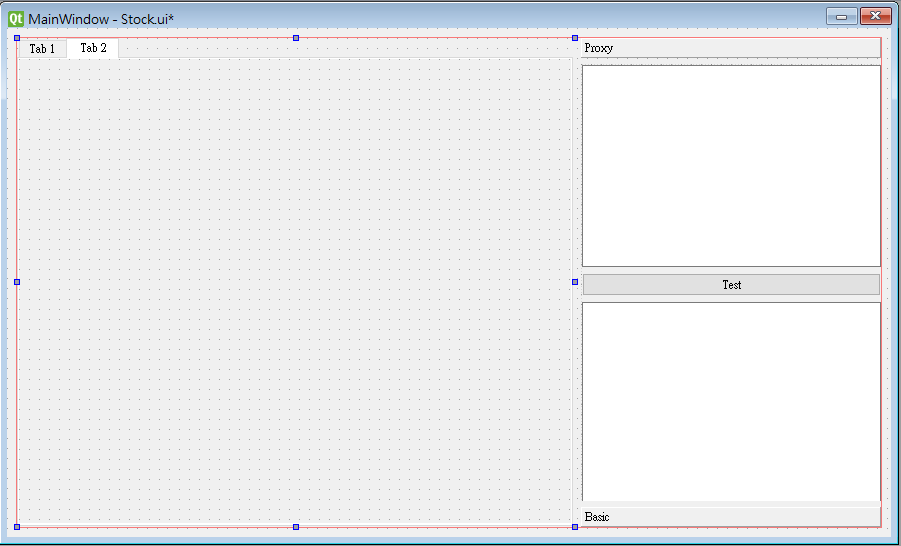 Qt MainWindow - Stock.ui*
Tab 1 Tab 2
Proxy
Test
Basic